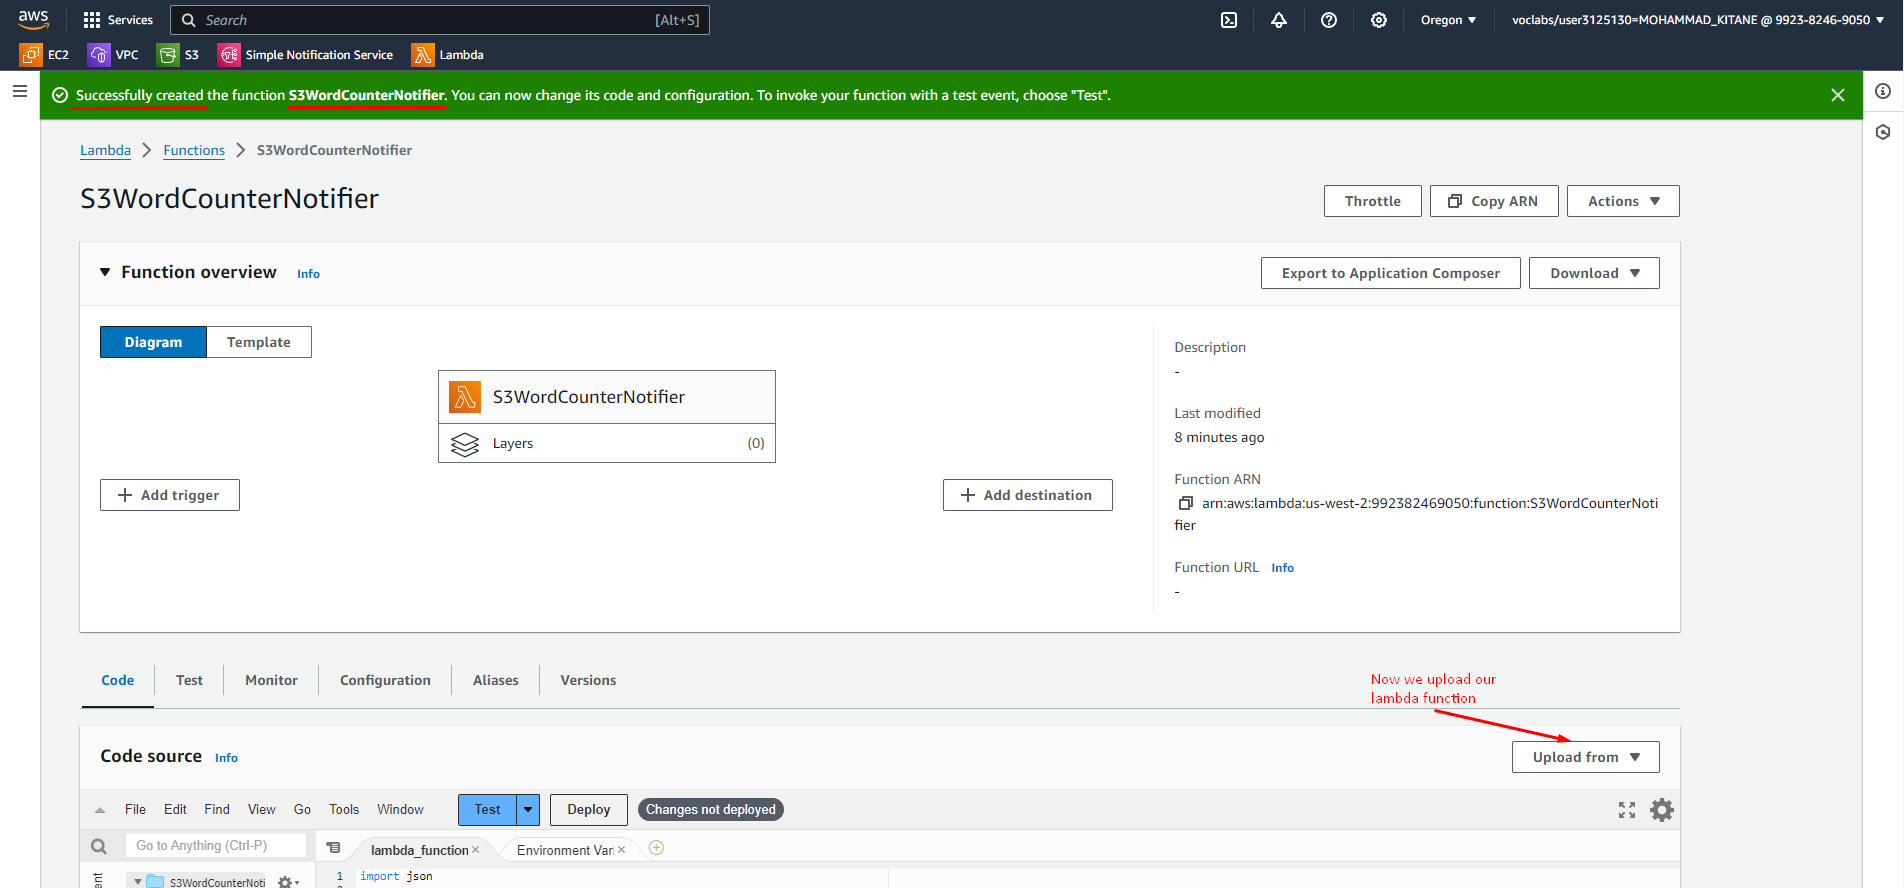 aws
Services
Search
[Alt+S]
Oregon ▼
voclabs/user3125130=MOHAMMAD_KITANE @ 9923-8246-9050 ▼
EC2
VPC
S3
Simple Notification Service
Lambda
Successfully created the function S3WordCounterNotifier. You can now change its code and configuration. To invoke your function with a test event, choose "Test".
Lambda > Functions > S3WordCounterNotifier
S3WordCounterNotifier
Throttle
Copy ARN
Actions ▼
Function overview Info
Export to Application Composer
Download ▼
Diagram
Template
S3WordCounterNotifier
Layers (0)
+ Add trigger
+ Add destination
Description
-
Last modified
8 minutes ago
Function ARN
arn:aws:lambda:us-west-2:992382469050:function:S3WordCounterNoti
fier
Function URL Info
-
Code
Test
Monitor
Configuration
Aliases
Versions
Now we upload our
lambda function
Code source Info
Upload from ▼
File Edit Find View Go Tools Window
Test
Deploy
Changes not deployed
Go to Anything (Ctrl-P)
lambda_function ×
Environment Vari ×
S3WordCounterNoti
1 import json